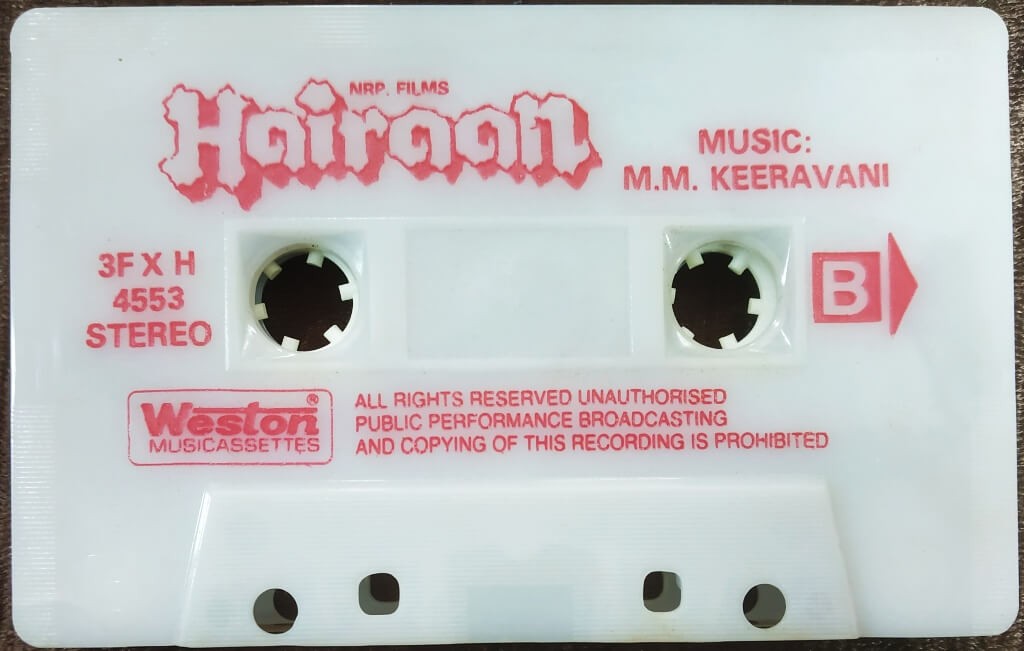 NRP. FILMS
Hairaan
MUSIC:
M.M. KEERAVANI
3F X H
4553
STEREO
B
Weston®
MUSICASSETTES
ALL RIGHTS RESERVED UNAUTHORISED
PUBLIC PERFORMANCE BROADCASTING
AND COPYING OF THIS RECORDING IS PROHIBITED